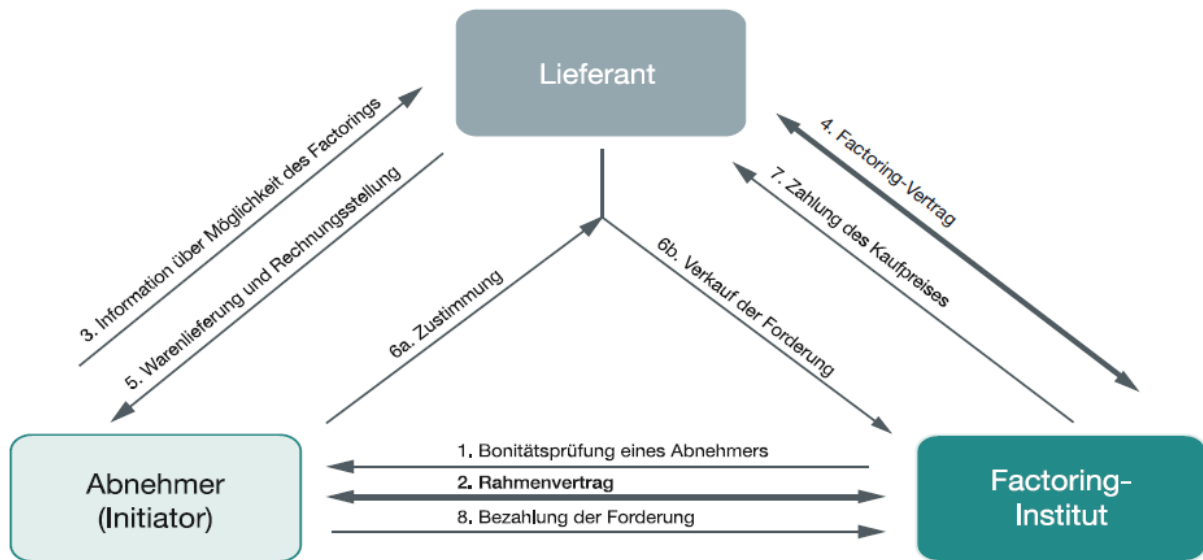 Lieferant
3. Information über Möglichkeit des Factorings
5. Warenlieferung und Rechnungsstellung
6a. Zustimmung
6b. Verkauf der Forderung
7. Zahlung des Kaufpreises
4. Factoring-Vertrag
Abnehmer
(Initiator)
1. Bonitätsprüfung eines Abnehmers
2. Rahmenvertrag
8. Bezahlung der Forderung
Factoring-
Institut